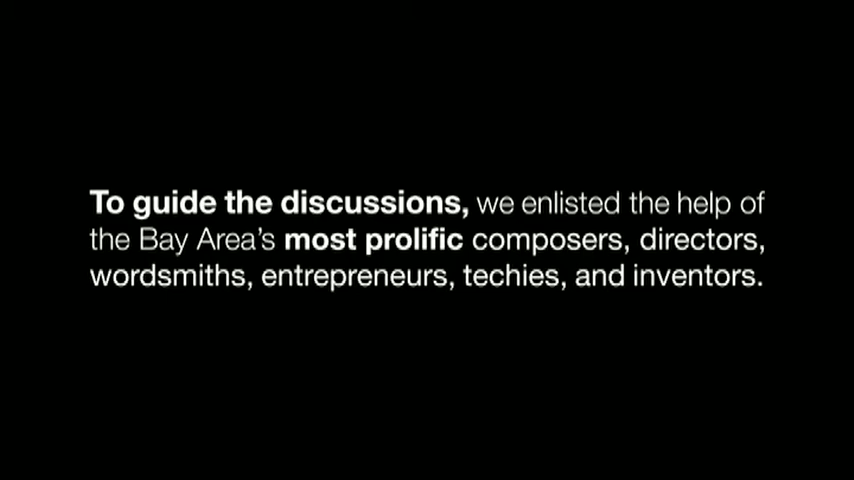 To guide the discussions, we enlisted the help of
the Bay Area’s most prolific composers, directors,
wordsmiths, entrepreneurs, techies, and inventors.